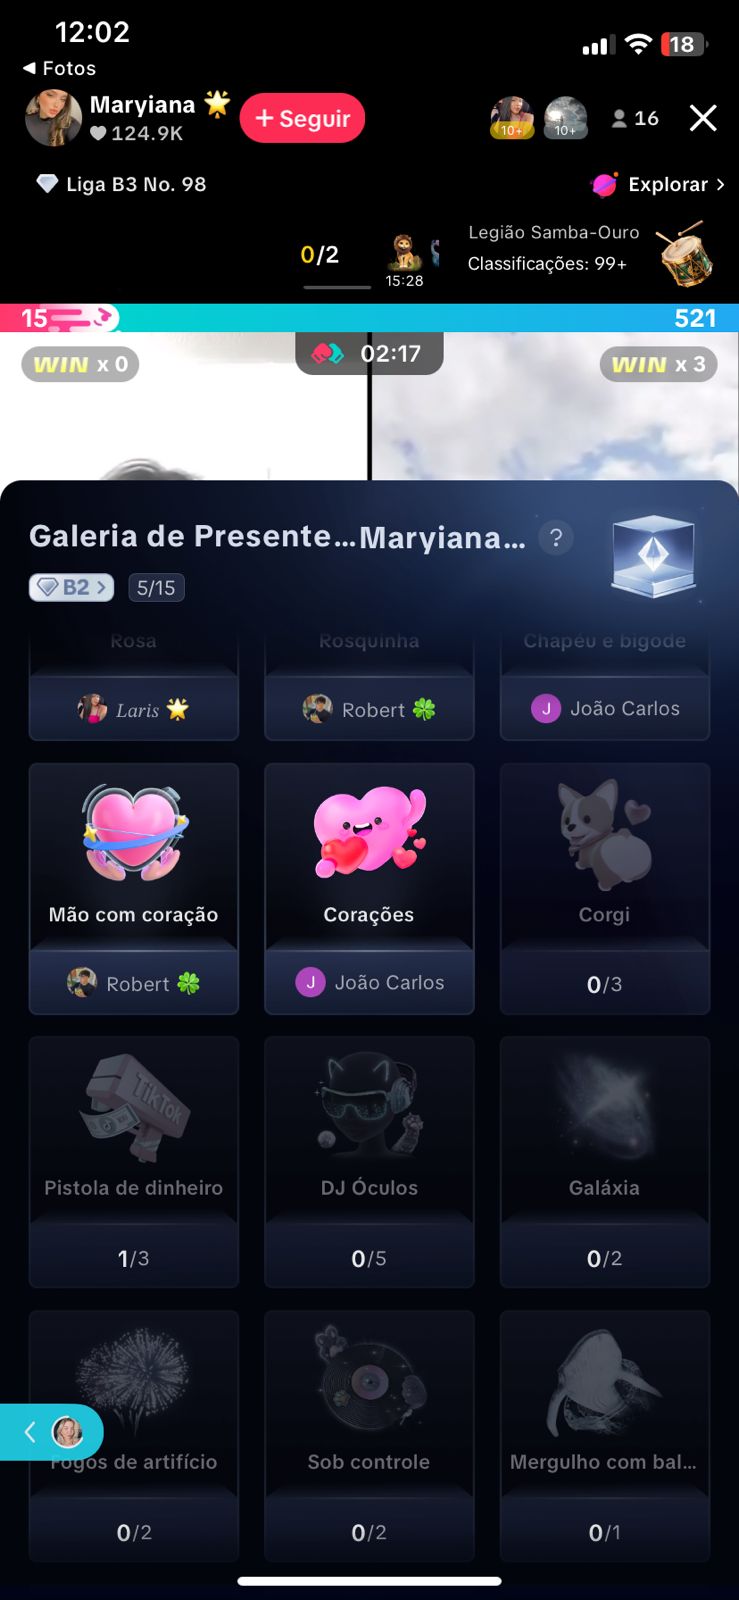 12:02
18
Fotos
Maryiana 🌟
124.9K
+ Seguir
10+
10+
16
Liga B3 No. 98
Explorar
0/2
15:28
Legião Samba-Ouro
Classificações: 99+
15
521
WIN x 0
02:17
WIN x 3
Galeria de Presente...Maryiana...
?
B2
5/15
Rosa
Rosquinha
Chapéu e bigode
Laris 🌟
Robert 🍀
J João Carlos
Mão com coração
Corações
Corgi
Robert 🍀
J João Carlos
0/3
TikTok
Pistola de dinheiro
DJ Óculos
Galáxia
1/3
0/5
0/2
Fogos de artifício
Sob controle
Mergulho com bal...
0/2
0/2
0/1